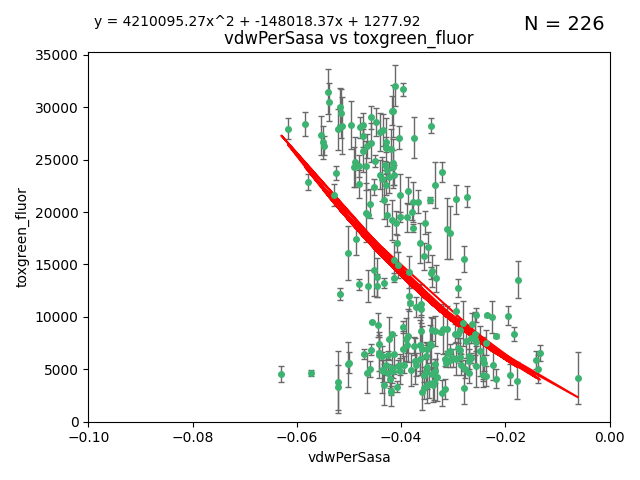 y = 4210095.27x^2 + -148018.37x + 1277.92
N = 226
vdwPerSasa vs toxgreen_fluor
35000
30000
25000
20000
15000
10000
5000
0
toxgreen_fluor
−0.10 −0.08 −0.06 −0.04 −0.02 0.00
vdwPerSasa